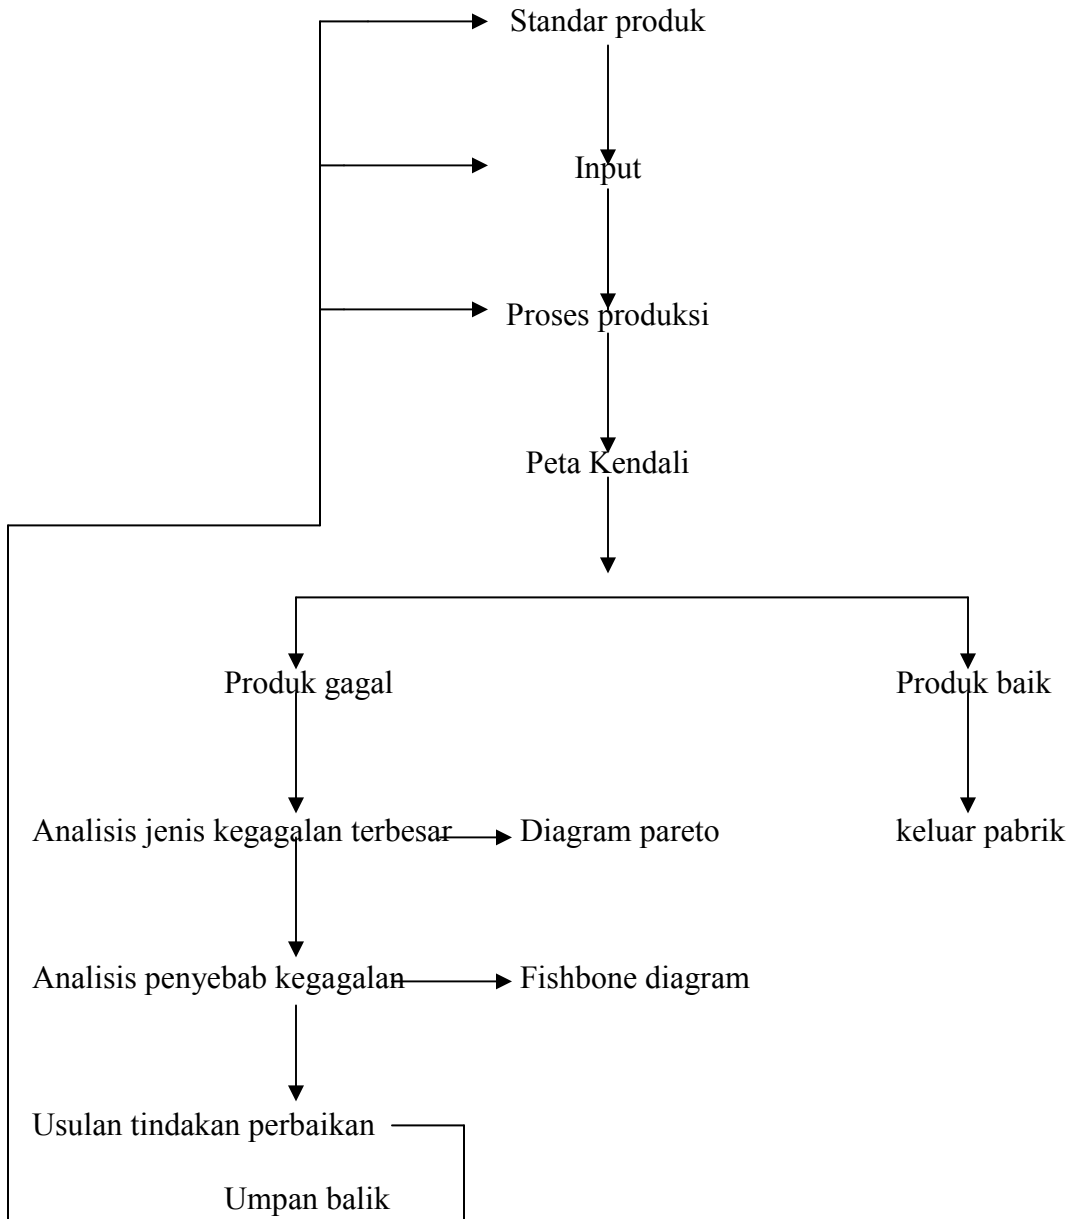 Standar produk
Input
Proses produksi
Peta Kendali
Produk gagal
Produk baik
Analisis jenis kegagalan terbesar
Diagram pareto
keluar pabrik
Analisis penyebab kegagalan
Fishbone diagram
Usulan tindakan perbaikan
Umpan balik